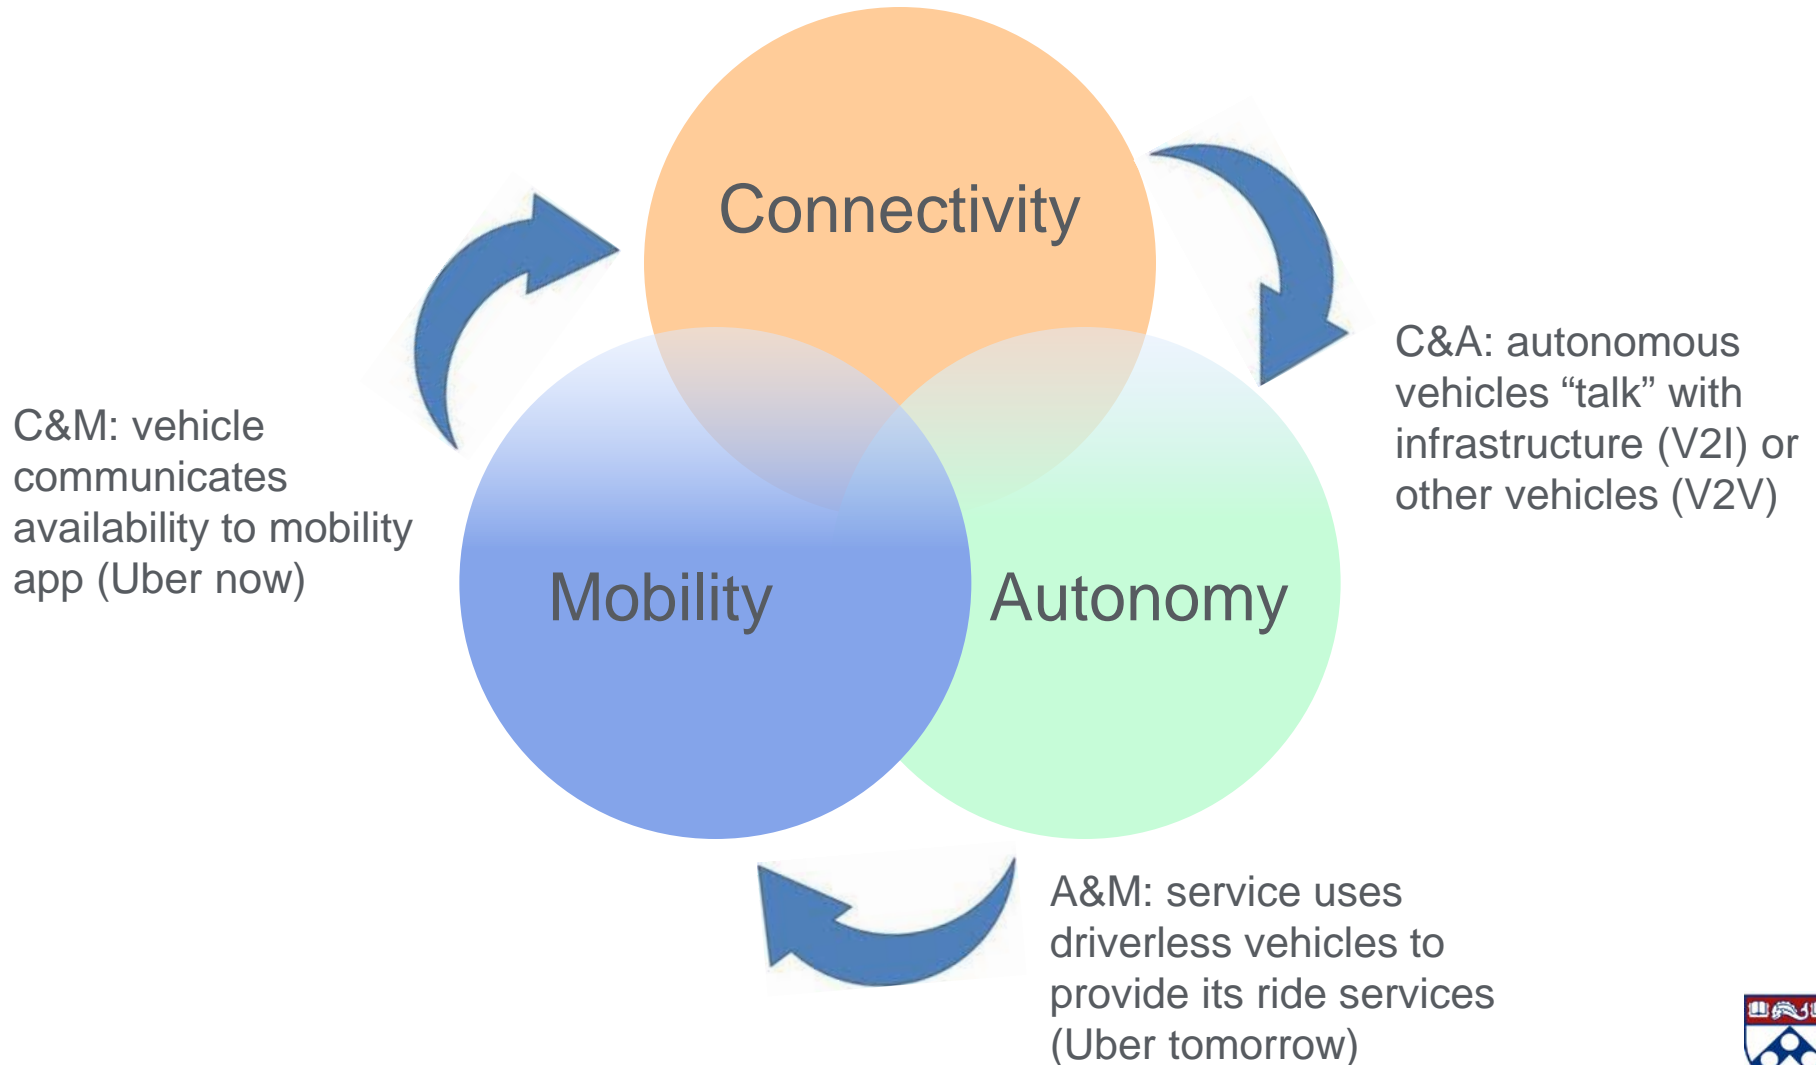 Connectivity
C&A: autonomous
vehicles “talk” with
infrastructure (V2I) or
other vehicles (V2V)
C&M: vehicle
communicates
availability to mobility
app (Uber now)
Mobility
Autonomy
A&M: service uses
driverless vehicles to
provide its ride services
(Uber tomorrow)